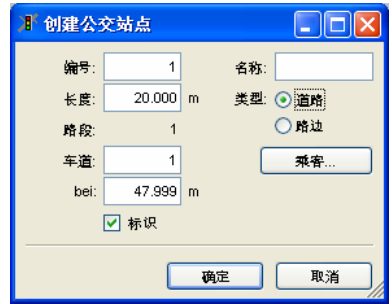 创建公交站点
编号: 1 名称:
长度: 20.000 m 类型: 道路
路段: 1 路边
车道: 1 乘客...
bei: 47.999 m
标识
确定 取消